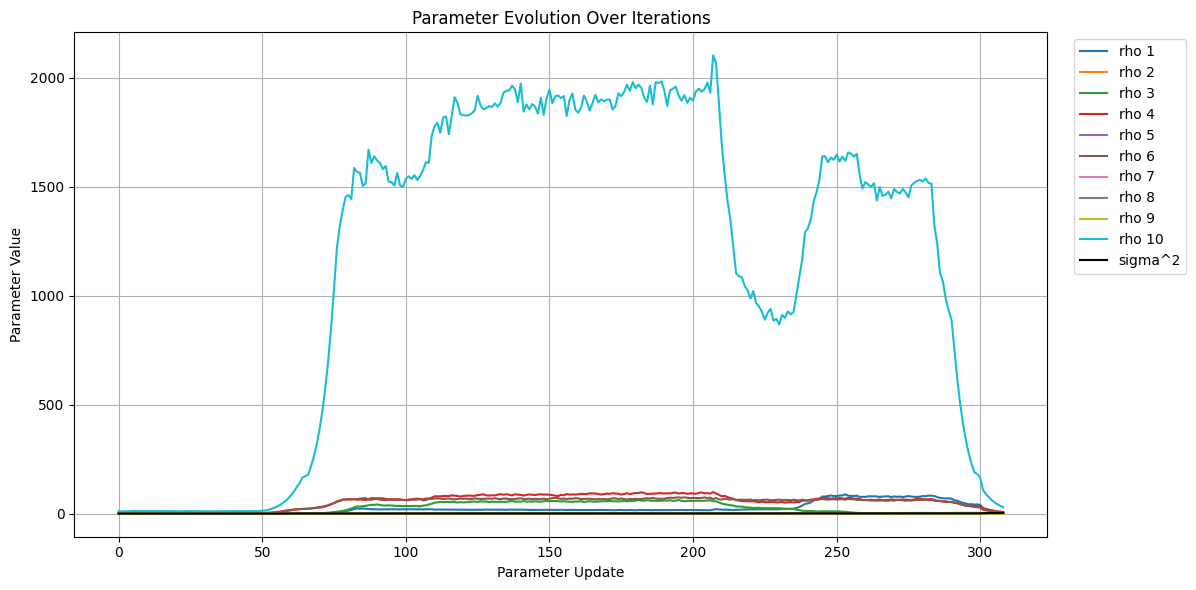 Parameter Evolution Over Iterations
Parameter Value
2000
1500
1000
500
0
0
50
100
150
200
250
300
Parameter Update
rho 1
rho 2
rho 3
rho 4
rho 5
rho 6
rho 7
rho 8
rho 9
rho 10
sigma^2